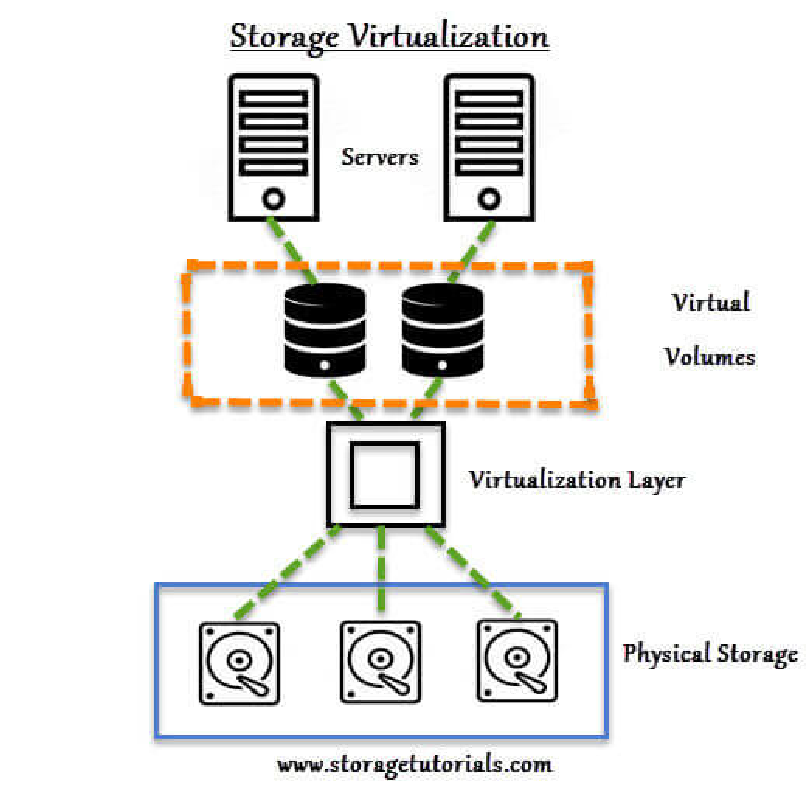 Storage Virtualization
Servers
Virtual
Volumes
Virtualization Layer
Physical Storage
www.storagetutorials.com